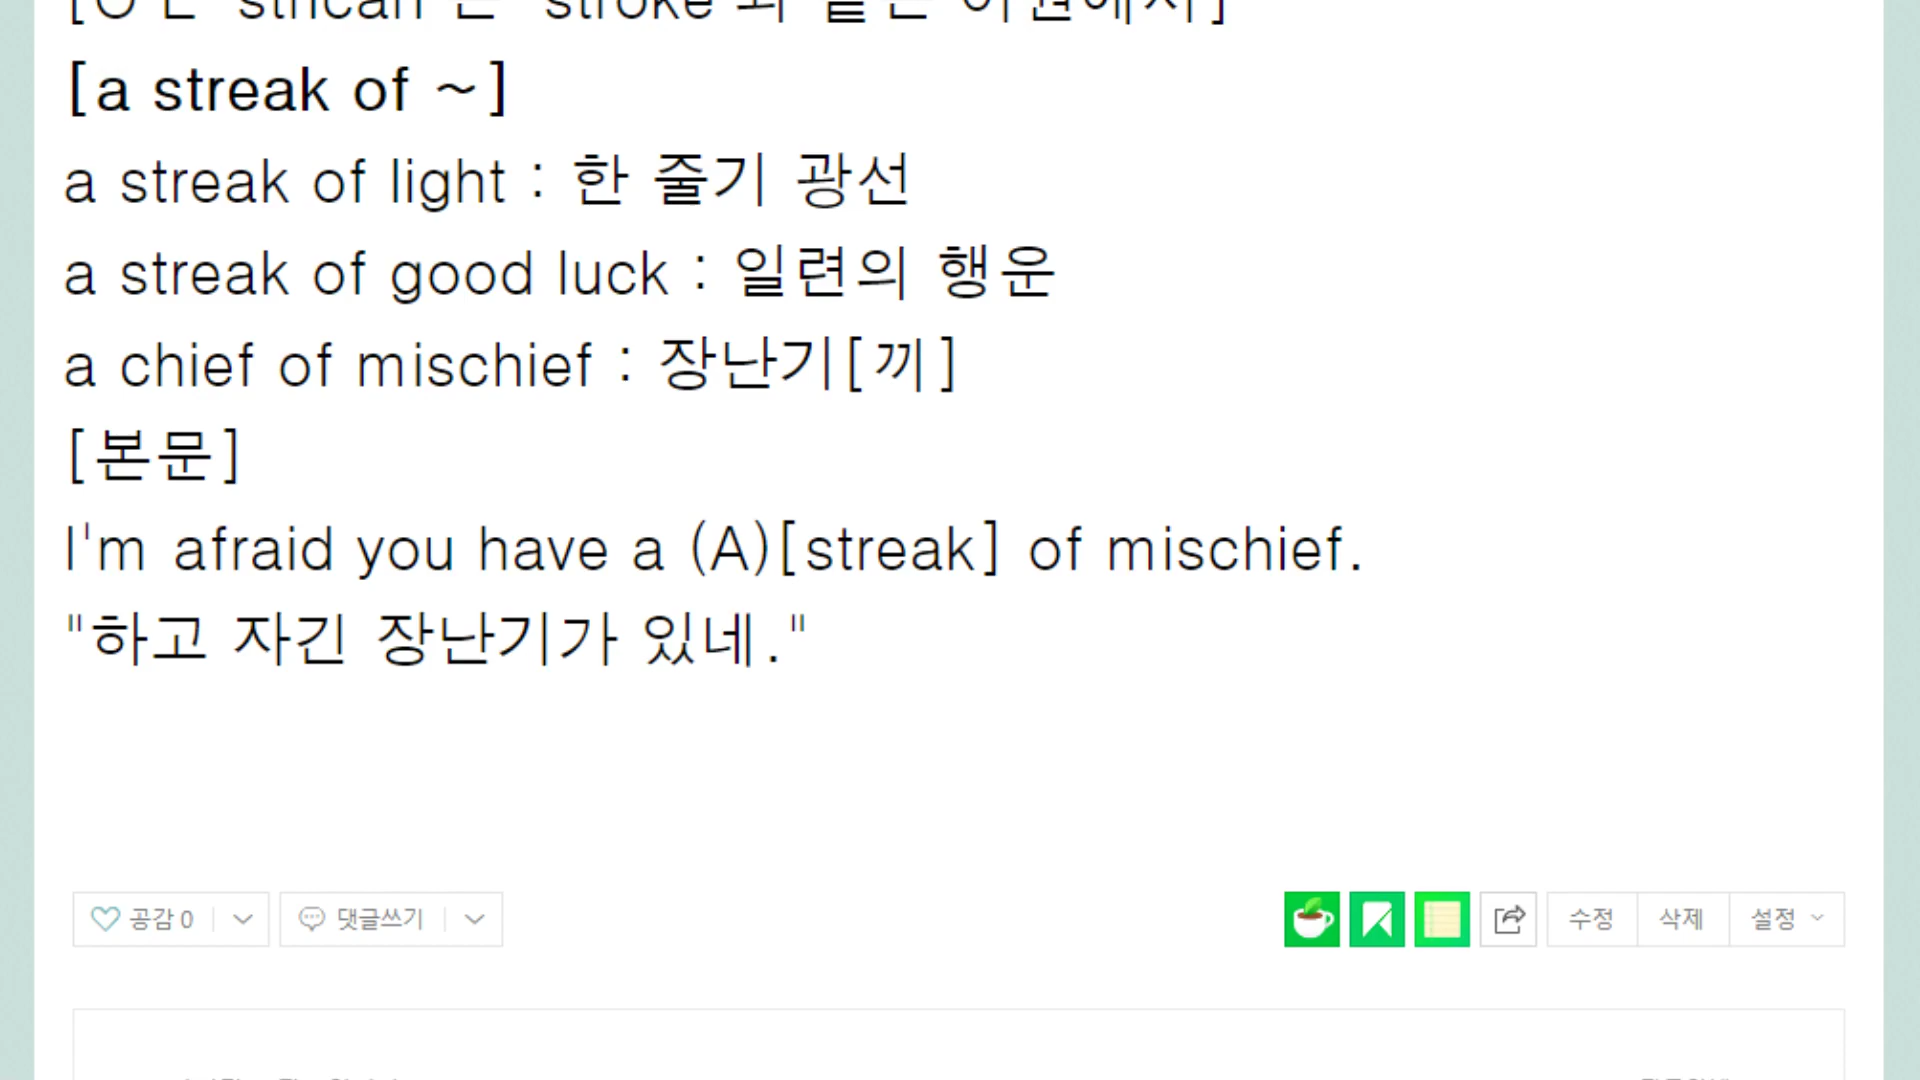 [a streak of ~]
a streak of light : 한 줄기 광선
a streak of good luck : 일련의 행운
a chief of mischief : 장난기[끼]
[본문]
I'm afraid you have a (A)[streak] of mischief.
"하고 자긴 장난기가 있네."
공감 0 댓글쓰기 수정 삭제 설정